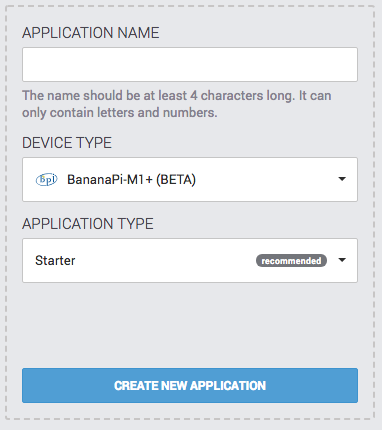 APPLICATION NAME
The name should be at least 4 characters long. It can
only contain letters and numbers.
DEVICE TYPE
bpi BananaPi-M1+ (BETA)
APPLICATION TYPE
Starter recommended
CREATE NEW APPLICATION